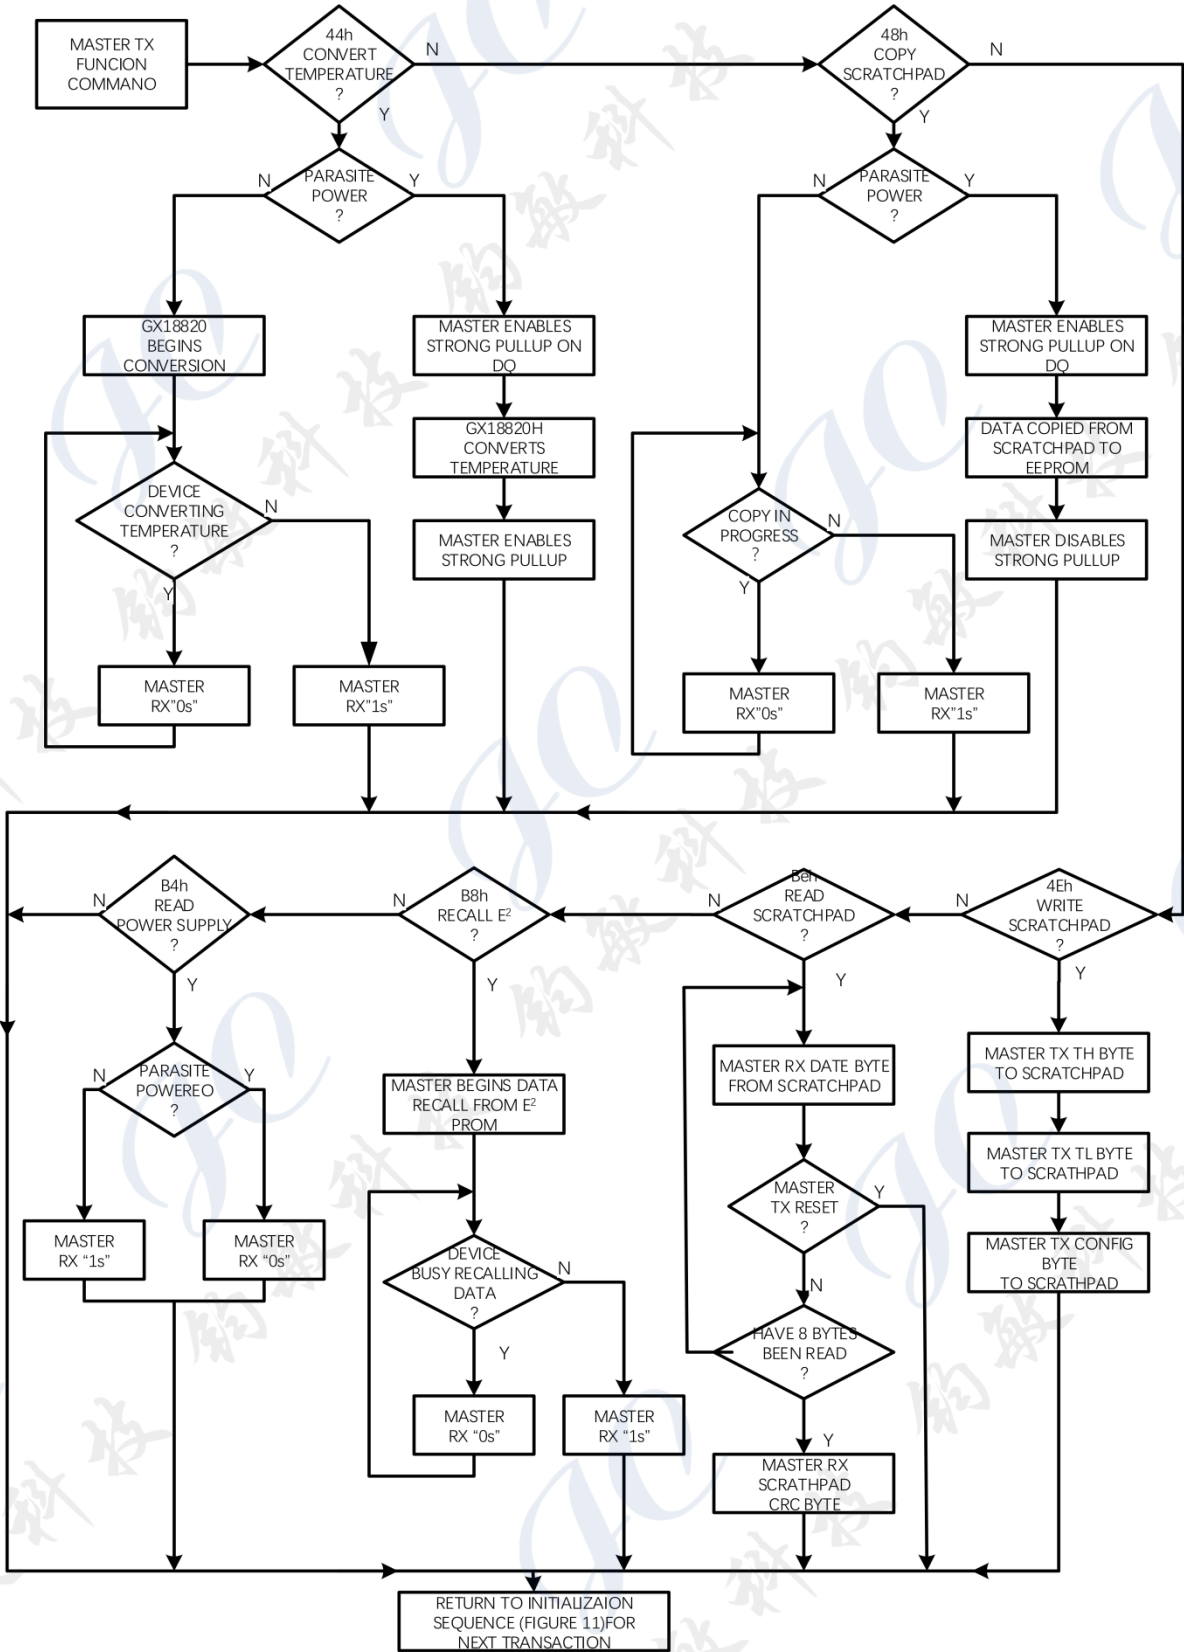 MASTER TX
FUNCION
COMMANO
44h
CONVERT
TEMPERATURE
?
N
Y
48h
COPY
SCRATCHPAD
?
N
Y
PARASITE
POWER
?
N
Y
PARASITE
POWER
?
N
Y
GX18820
BEGINS
CONVERSION
MASTER ENABLES
STRONG PULLUP ON
DQ
MASTER ENABLES
STRONG PULLUP ON
DQ
GX18820H
CONVERTS
TEMPERATURE
DATA COPIED FROM
SCRATCHPAD TO
EEPROM
DEVICE
CONVERTING
TEMPERATURE
?
N
Y
MASTER ENABLES
STRONG PULLUP
COPY IN
PROGRESS
?
N
Y
MASTER DISABLES
STRONG PULLUP
MASTER
RX"0s"
MASTER
RX"1s"
MASTER
RX"0s"
MASTER
RX"1s"
B4h
READ
POWER SUPPLY
?
N
Y
B8h
RECALL E²
?
N
Y
Beh
READ
SCRATCHPAD
?
N
Y
4Eh
WRITE
SCRATCHPAD
?
N
Y
PARASITE
POWEREO
?
N
Y
MASTER BEGINS DATA
RECALL FROM E²
PROM
MASTER RX DATE BYTE
FROM SCRATCHPAD
MASTER TX TH BYTE
TO SCRATCHPAD
MASTER TX TL BYTE
TO SCRATHPAD
MASTER
TX RESET
?
Y
N
MASTER
RX “1s”
MASTER
RX “0s”
DEVICE
BUSY RECALLING
DATA
?
N
Y
MASTER TX CONFIG
BYTE
TO SCRATHPAD
HAVE 8 BYTES
BEEN READ
?
Y
MASTER
RX “0s”
MASTER
RX “1s”
MASTER RX
SCRATHPAD
CRC BYTE
RETURN TO INITIALIZAION
SEQUENCE (FIGURE 11)FOR
NEXT TRANSACTION